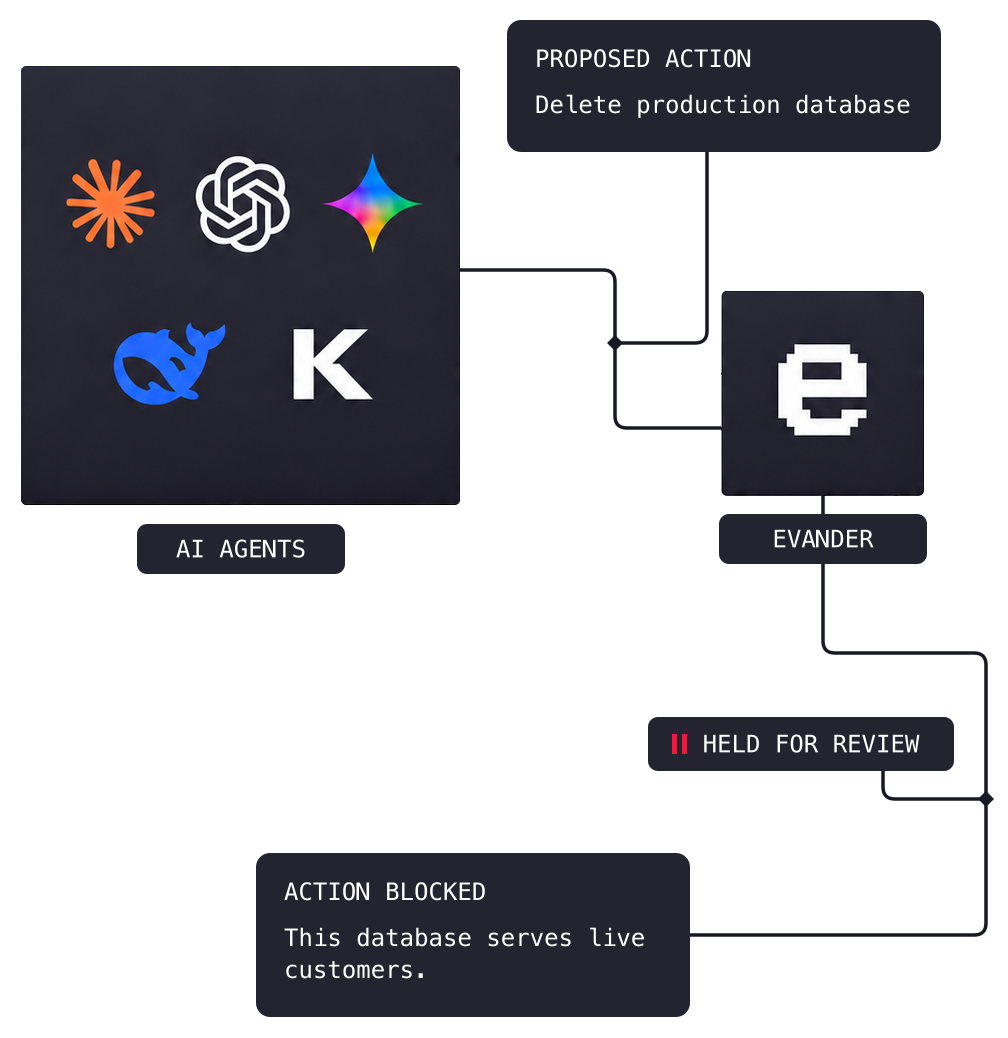 PROPOSED ACTION
Delete production database
K
e
AI AGENTS
EVANDER
HELD FOR REVIEW
ACTION BLOCKED
This database serves live
customers.